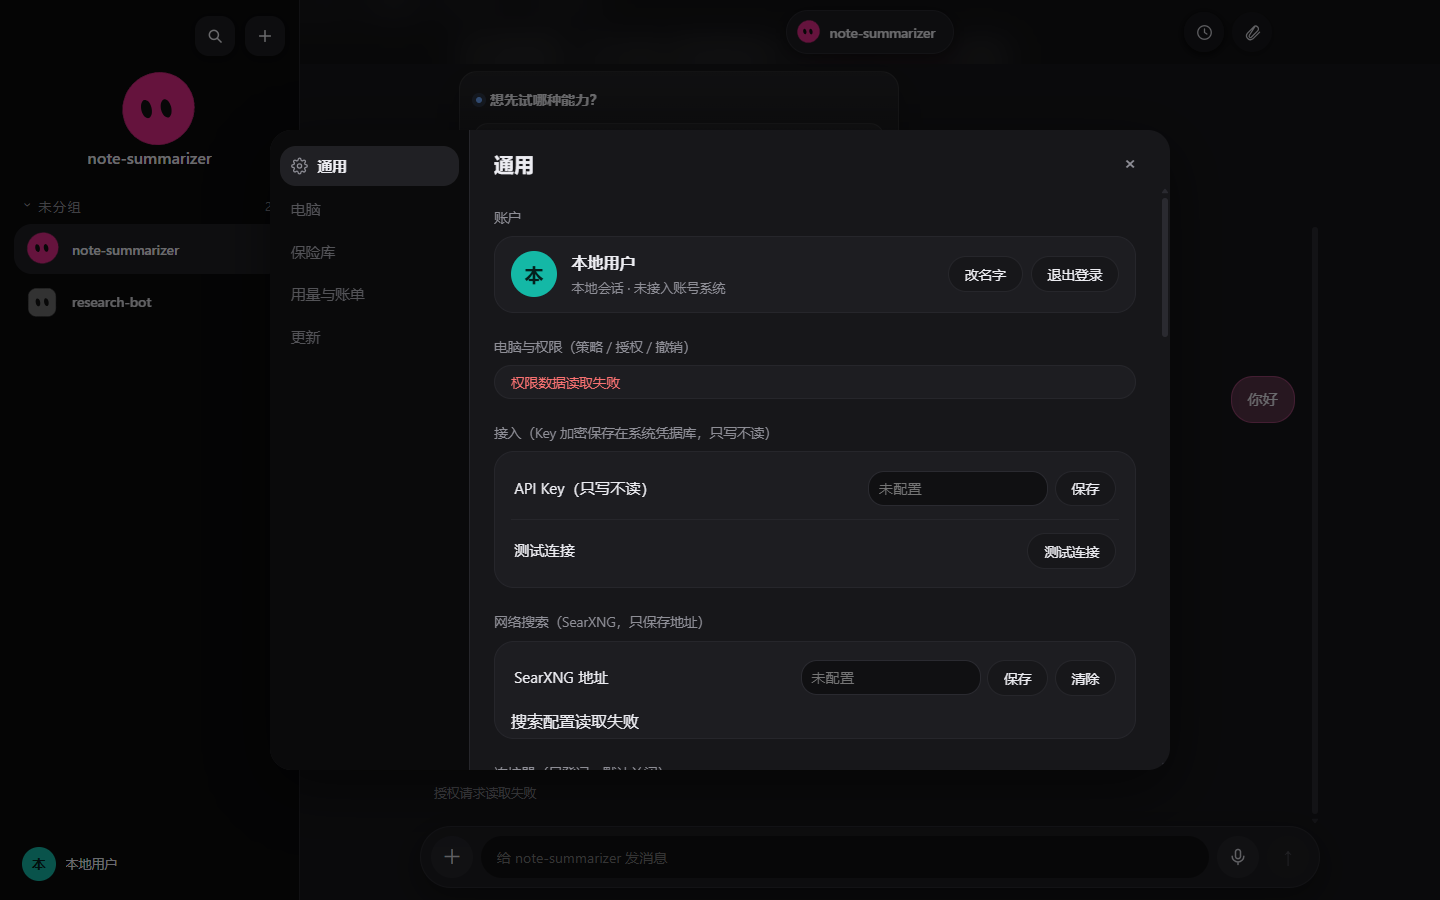 note-summarizer
未分组
2
note-summarizer
research-bot
本 本地用户
note-summarizer
想先试哪种能力?
你好
授权请求读取失败
给 note-summarizer 发消息
通用
电脑
保险库
用量与账单
更新
通用
×
账户
本
本地用户
本地会话 · 未接入账号系统
改名字
退出登录
电脑与权限（策略 / 授权 / 撤销）
权限数据读取失败
接入（Key 加密保存在系统凭据库，只写不读）
API Key（只写不读）
未配置
保存
测试连接
测试连接
网络搜索（SearXNG，只保存地址）
SearXNG 地址
未配置
保存
清除
搜索配置读取失败